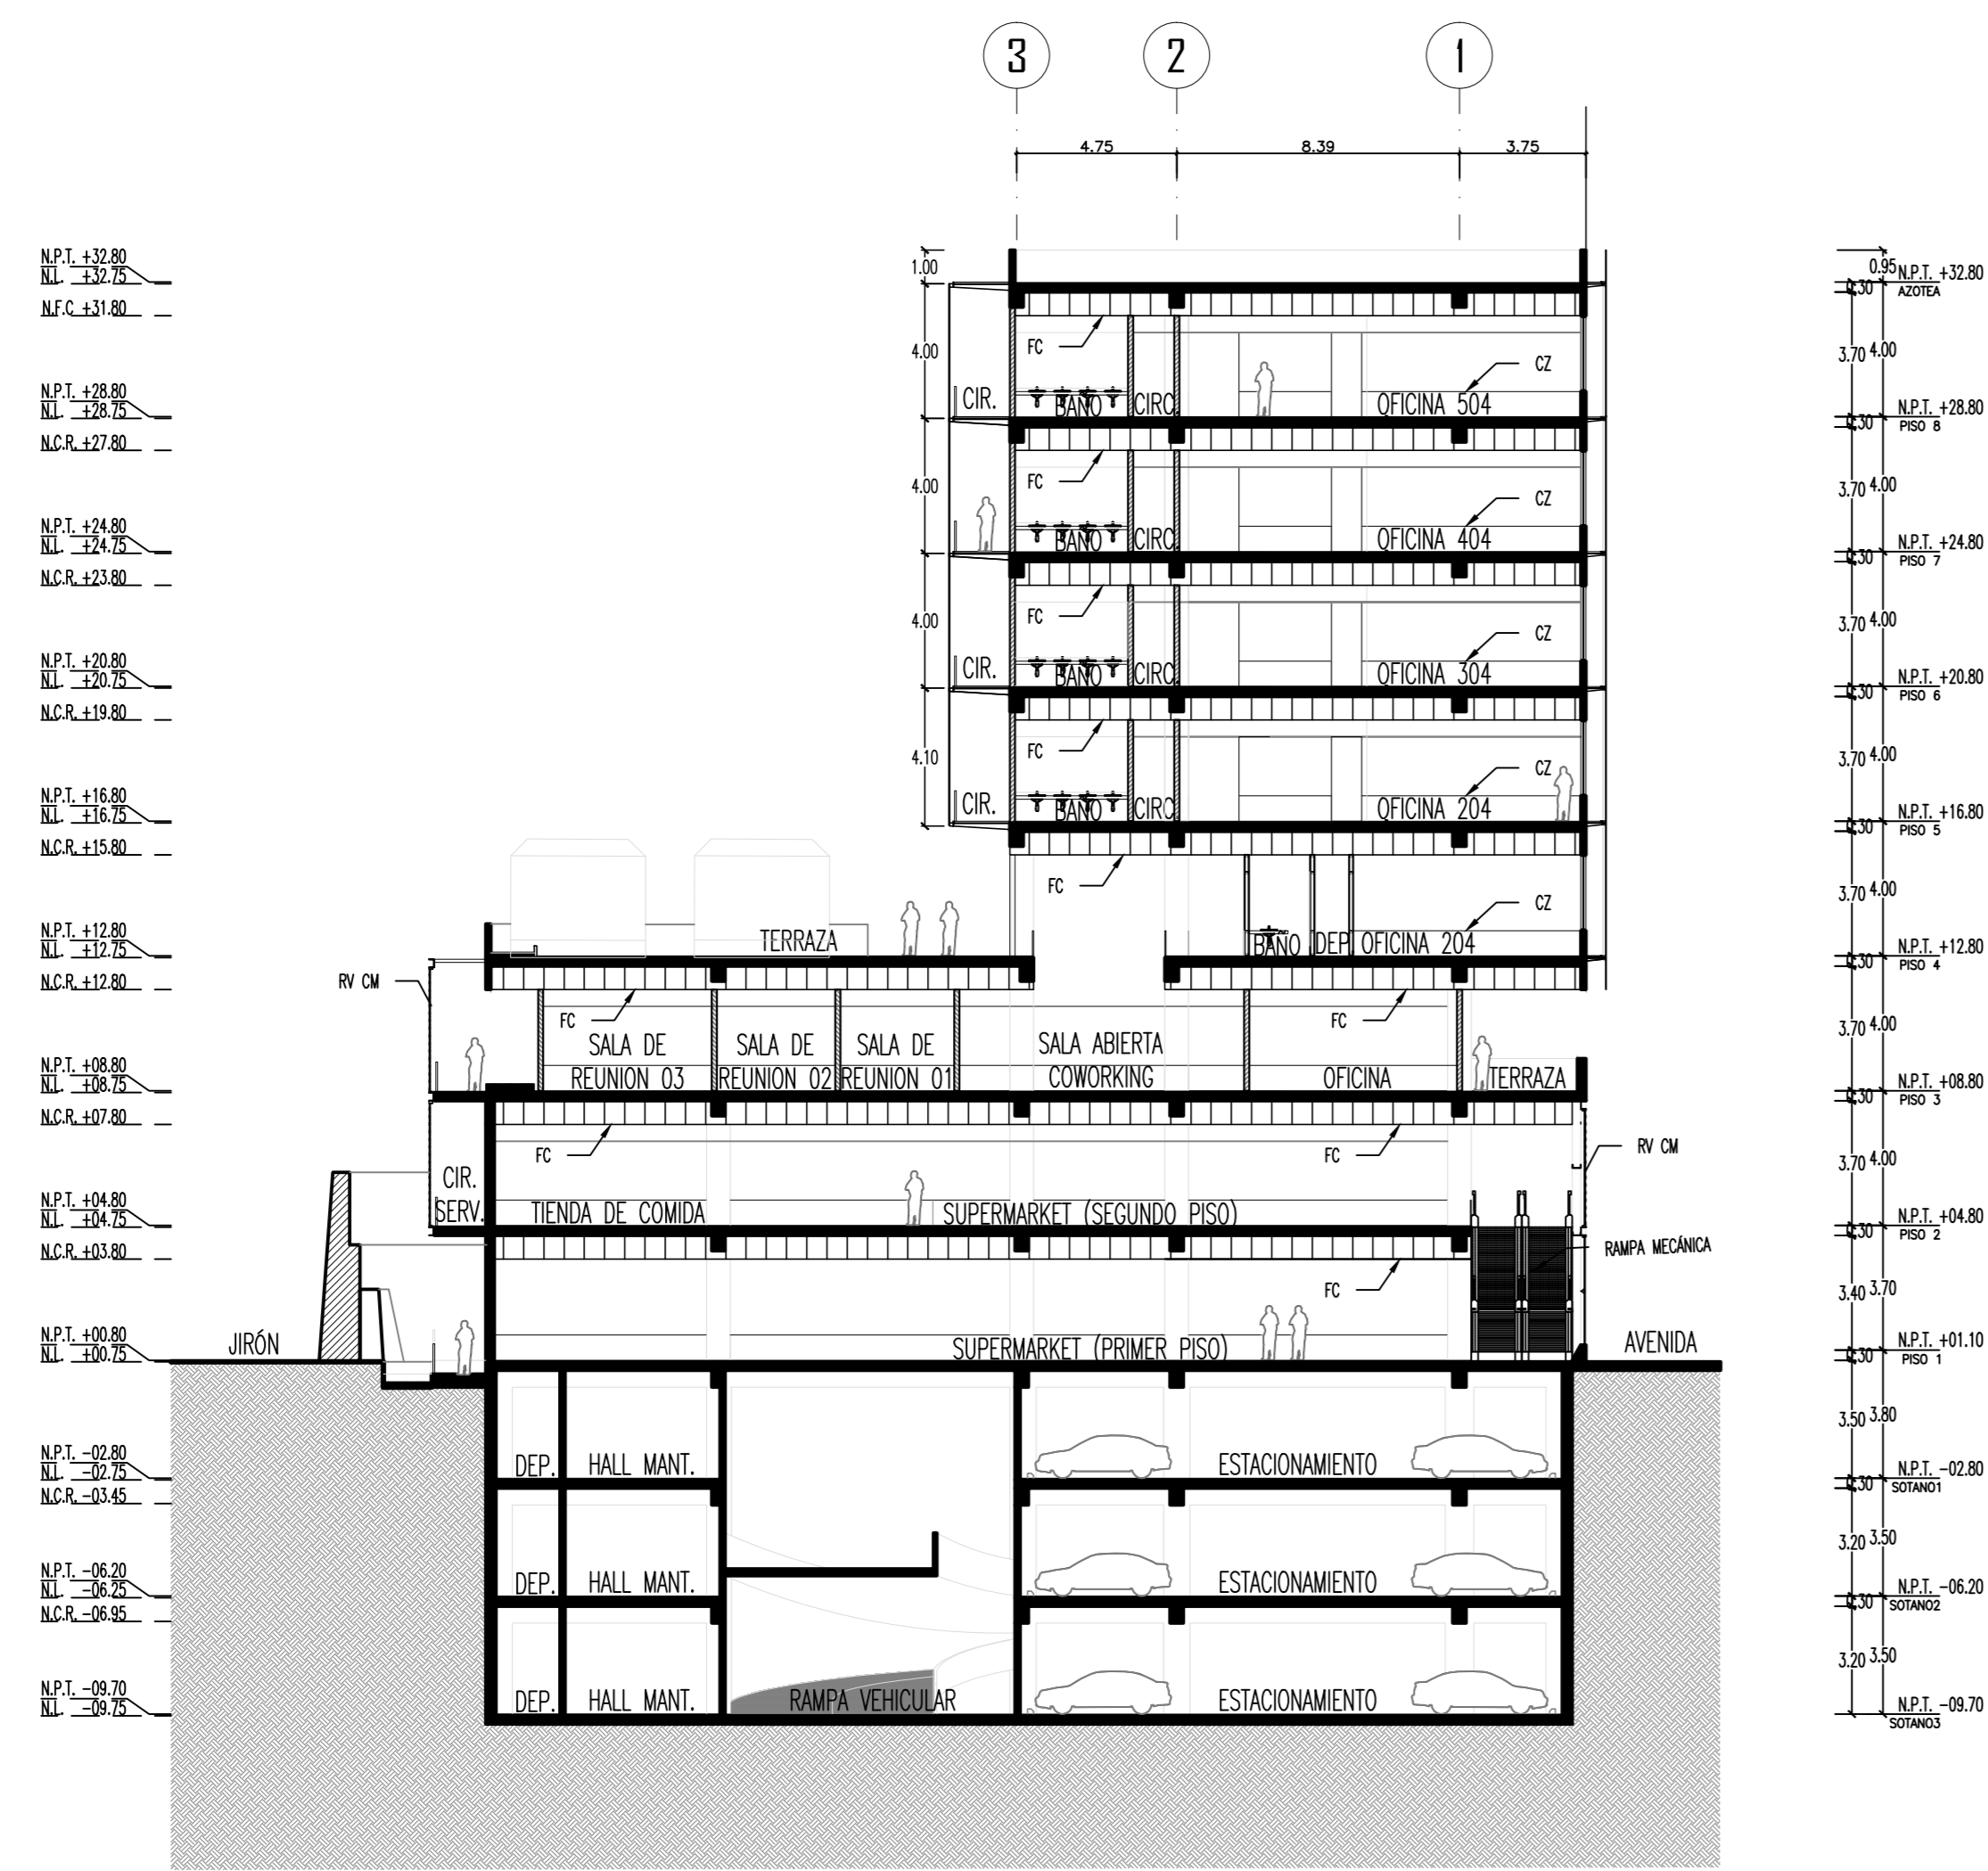 3 2 1
4.75 8.39 3.75
N.P.T. +32.80
N.L. +32.75
N.F.C +31.80
1.00
0.95 N.P.T. +32.80
0.30 AZOTEA
FC
4.00
CZ
3.70 4.00
N.P.T. +28.80
N.L. +28.75
CIR. BAÑO CIRC. OFICINA 504
N.P.T. +28.80
0.30 PISO 8
N.C.R. +27.80
FC
4.00
CZ
3.70 4.00
N.P.T. +24.80
N.L. +24.75
BAÑO CIRC. OFICINA 404
N.P.T. +24.80
0.30 PISO 7
N.C.R. +23.80
FC
4.00
CZ
3.70 4.00
N.P.T. +20.80
N.L. +20.75
CIR. BAÑO CIRC. OFICINA 304
N.P.T. +20.80
0.30 PISO 6
N.C.R. +19.80
FC
4.10
CZ
3.70 4.00
N.P.T. +16.80
N.L. +16.75
CIR. BAÑO CIRC. OFICINA 204
N.P.T. +16.80
0.30 PISO 5
N.C.R. +15.80
FC
CZ
3.70 4.00
N.P.T. +12.80
N.L. +12.75
TERRAZA BAÑO DEP. OFICINA 204
N.P.T. +12.80
0.30 PISO 4
N.C.R. +12.80
RV CM
FC FC
3.70 4.00
SALA DE REUNION 03
SALA DE REUNION 02
SALA DE REUNION 01
SALA ABIERTA COWORKING
OFICINA
TERRAZA
N.P.T. +08.80
N.L. +08.75
N.P.T. +08.80
0.30 PISO 3
N.C.R. +07.80
FC FC
RV CM
3.70 4.00
CIR. SERV.
TIENDA DE COMIDA
SUPERMARKET (SEGUNDO PISO)
N.P.T. +04.80
N.L. +04.75
N.P.T. +04.80
0.30 PISO 2
N.C.R. +03.80
RAMPA MECÁNICA
FC
3.40 3.70
N.P.T. +00.80
N.L. +00.75
JIRÓN
SUPERMARKET (PRIMER PISO)
AVENIDA
N.P.T. +01.10
0.30 PISO 1
3.50 3.80
N.P.T. -02.80
N.L. -02.75
DEP. HALL MANT. ESTACIONAMIENTO
N.P.T. -02.80
0.30 SOTANO1
N.C.R. -03.45
3.20 3.50
N.P.T. -06.20
N.L. -06.25
DEP. HALL MANT. ESTACIONAMIENTO
N.P.T. -06.20
0.30 SOTANO2
N.C.R. -06.95
3.20 3.50
N.P.T. -09.70
N.L. -09.75
DEP. HALL MANT. RAMPA VEHICULAR ESTACIONAMIENTO
N.P.T. -09.70
SOTANO3